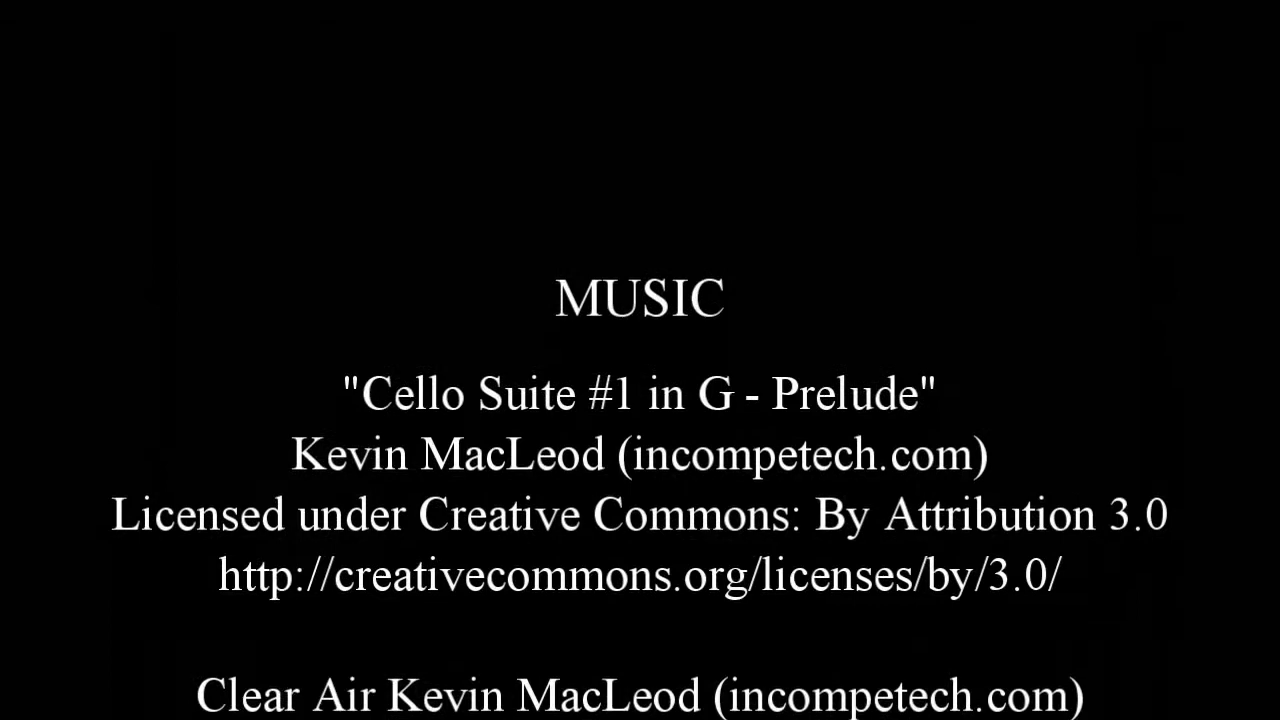 MUSIC
"Cello Suite #1 in G - Prelude"
Kevin MacLeod (incompetech.com)
Licensed under Creative Commons: By Attribution 3.0
http://creativecommons.org/licenses/by/3.0/
Clear Air Kevin MacLeod (incompetech.com)